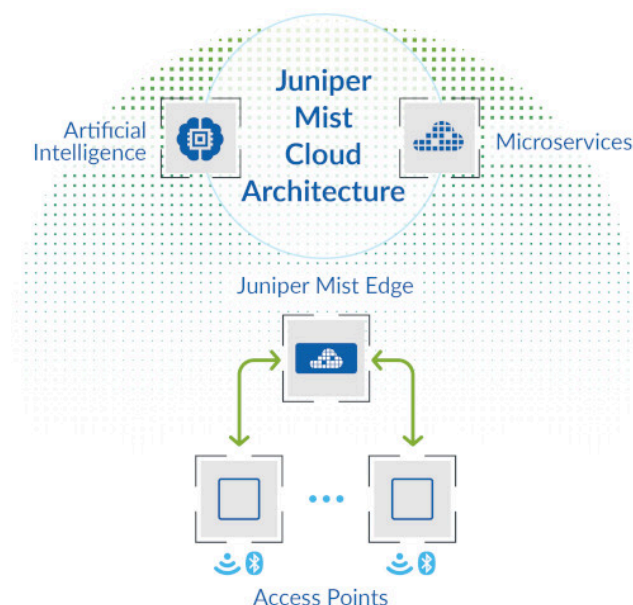 Juniper
Mist
Cloud
Architecture
Artificial
Intelligence
Microservices
Juniper Mist Edge
Access Points